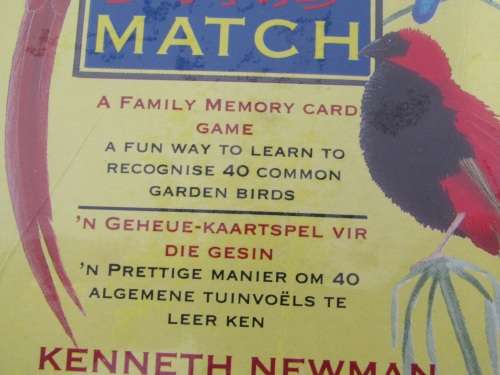 MATCH
A FAMILY MEMORY CARD
GAME
A FUN WAY TO LEARN TO
RECOGNISE 40 COMMON
GARDEN BIRDS
'N GEHEUE-KAARTSPEL VIR
DIE GESIN
'N PRETTIGE MANIER OM 40
ALGEMENE TUINVOËLS TE
LEER KEN
KENNETH NEWMAN